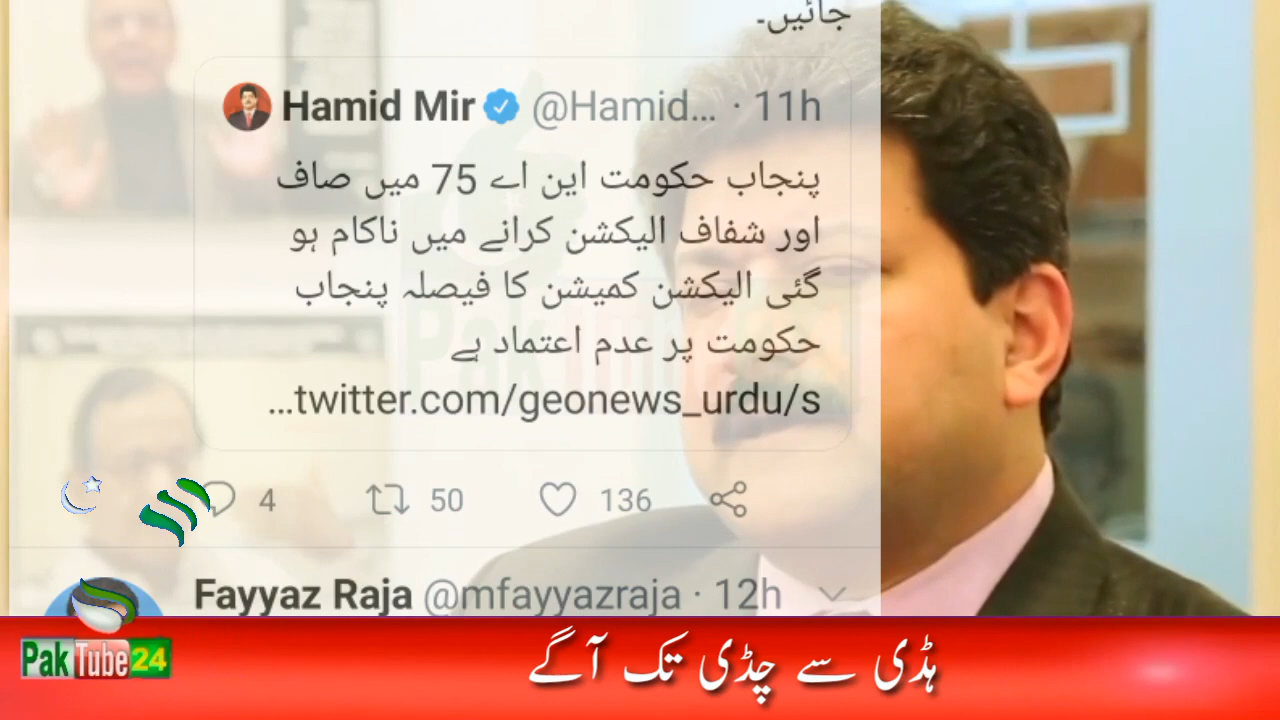 جائیں۔
Hamid Mir @Hamid... · 11h
پنجاب حکومت این اے 75 میں صاف
اور شفاف الیکشن کرانے میں ناکام ہو
گئی الیکشن کمیشن کا فیصلہ پنجاب
حکومت پر عدم اعتماد ہے
twitter.com/geonews_urdu/s...
4 50 136
Fayyaz Raja @mfayyazraja · 12h
PakTube24
ہڈی سے چڈی تک آگے